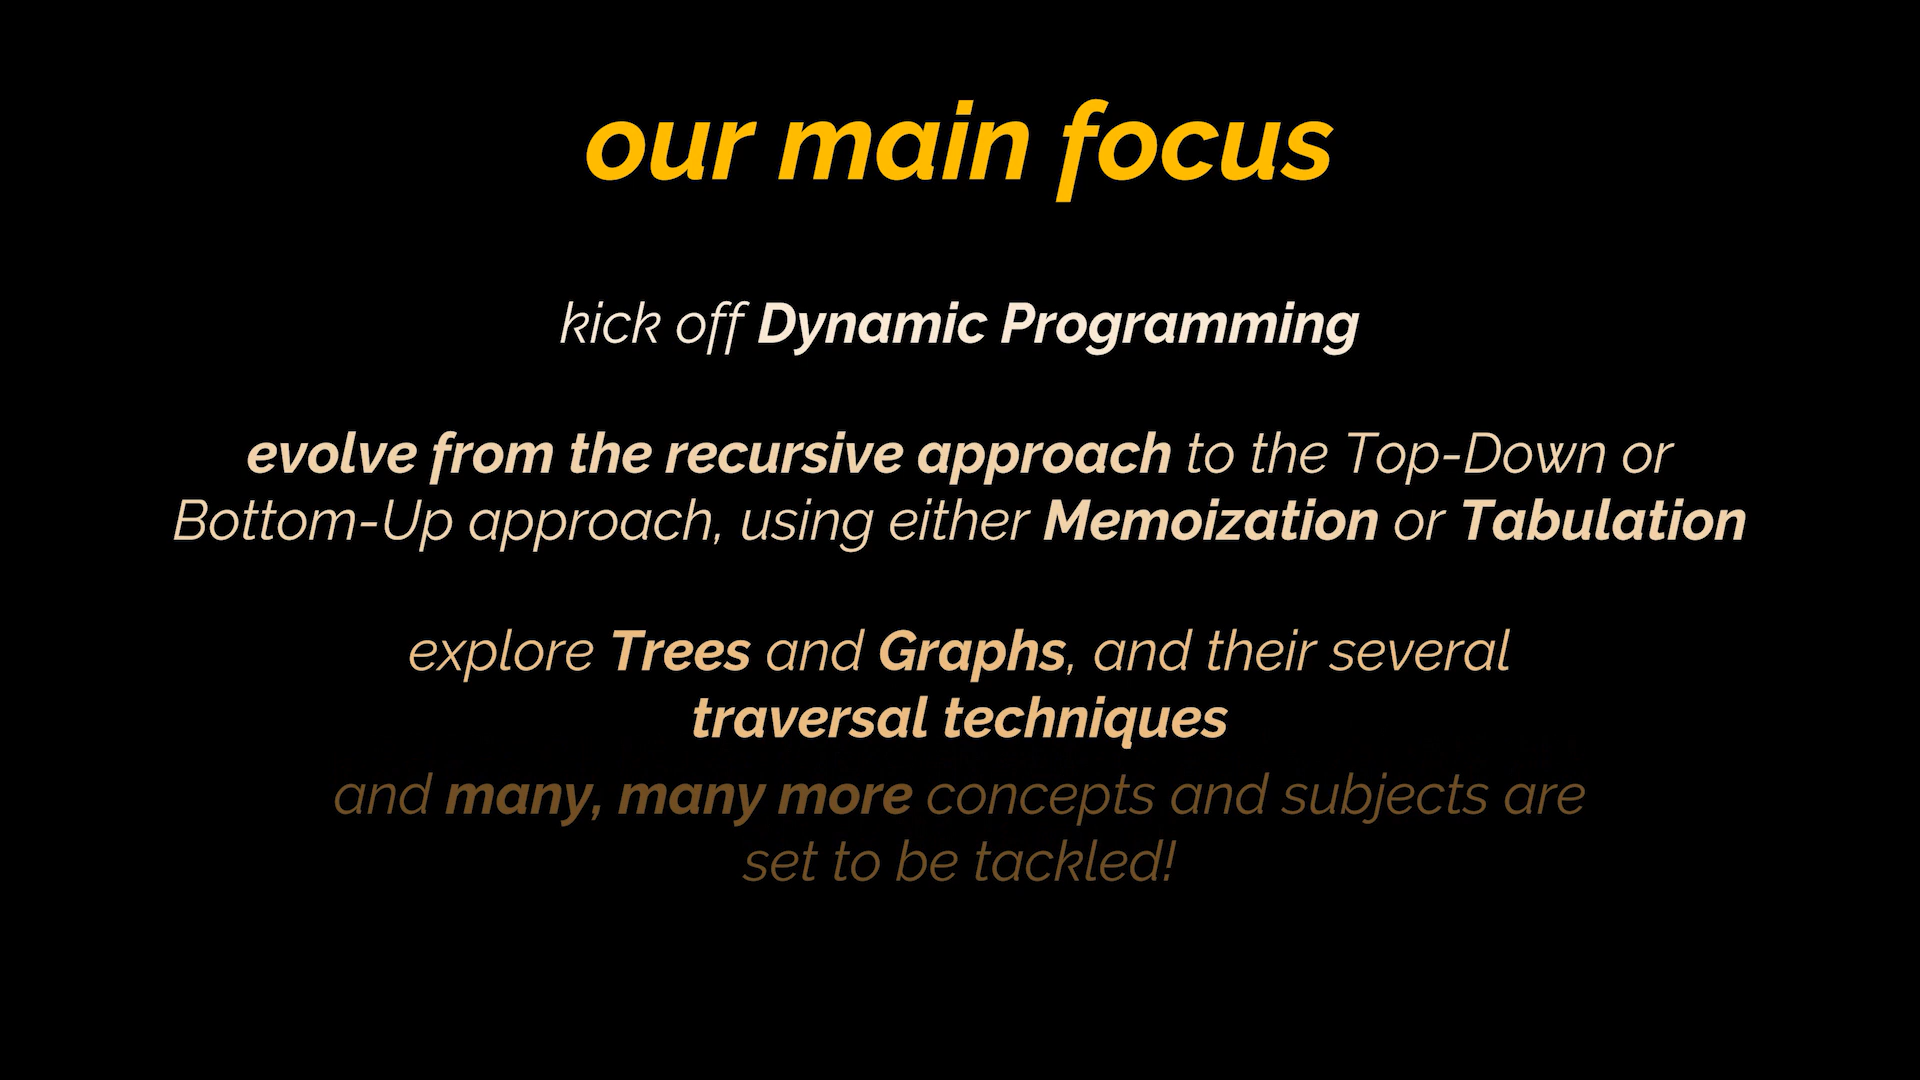 our main focus
kick off Dynamic Programming
evolve from the recursive approach to the Top-Down or
Bottom-Up approach, using either Memoization or Tabulation
explore Trees and Graphs, and their several
traversal techniques
and many, many more concepts and subjects are
set to be tackled!